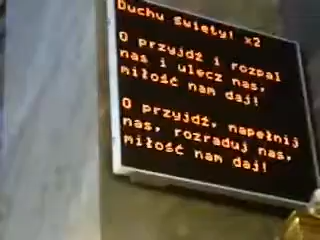 Duchu Święty! x2
O przyjdź i rozpal
nas i ulecz nas,
miłość nam daj!
O przyjdź, napełnij
nas, rozraduj nas,
miłość nam daj!